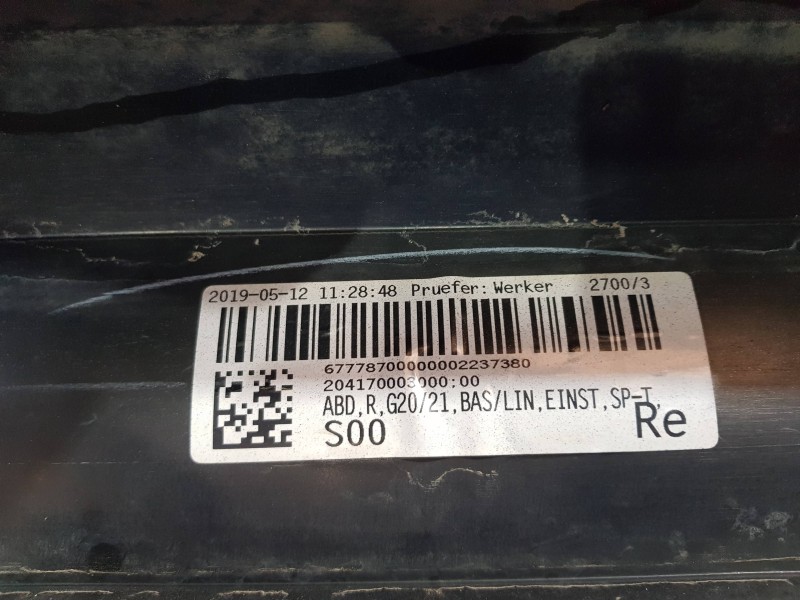 2019-05-12 11:28:48 Pruefer: Werker 2700/3
67778700000002237380
204170003000:00
ABD,R,G20/21,BAS/LIN,EINST,SP-T,
S00 Re